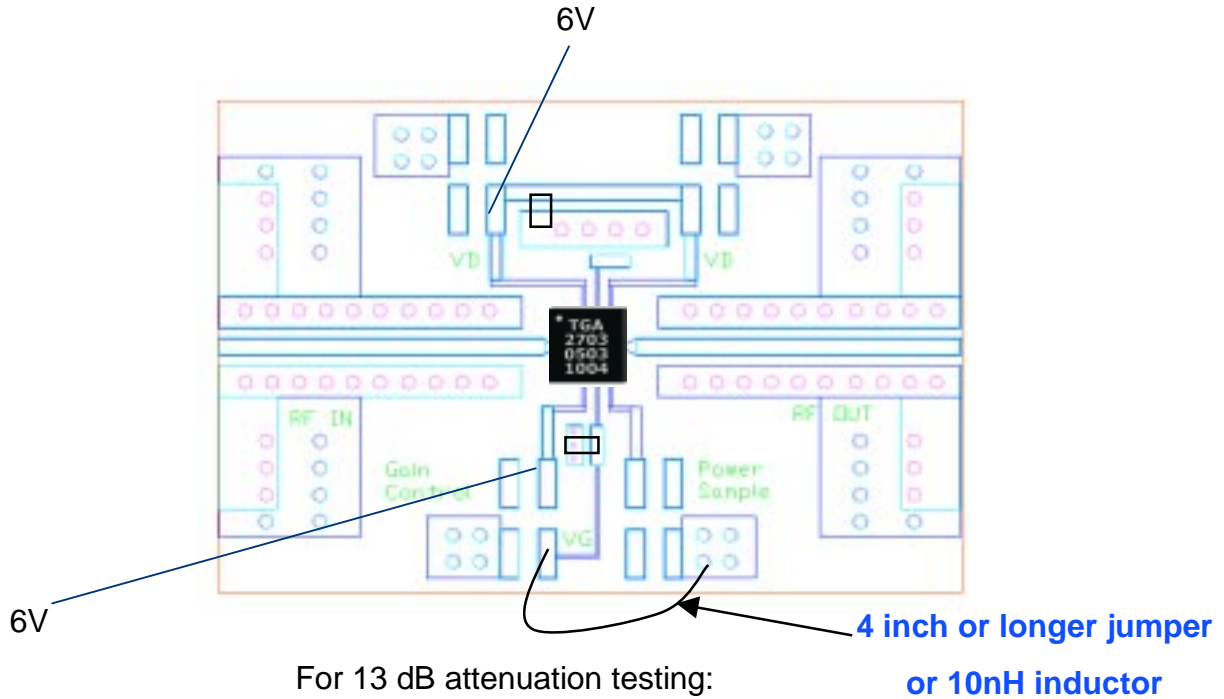 6V
VD
VD
TGA
2703
0503
1004
RF IN
RF OUT
Gain
Control
Power
Sample
VG
6V
4 inch or longer jumper
or 10nH inductor
For 13 dB attenuation testing: